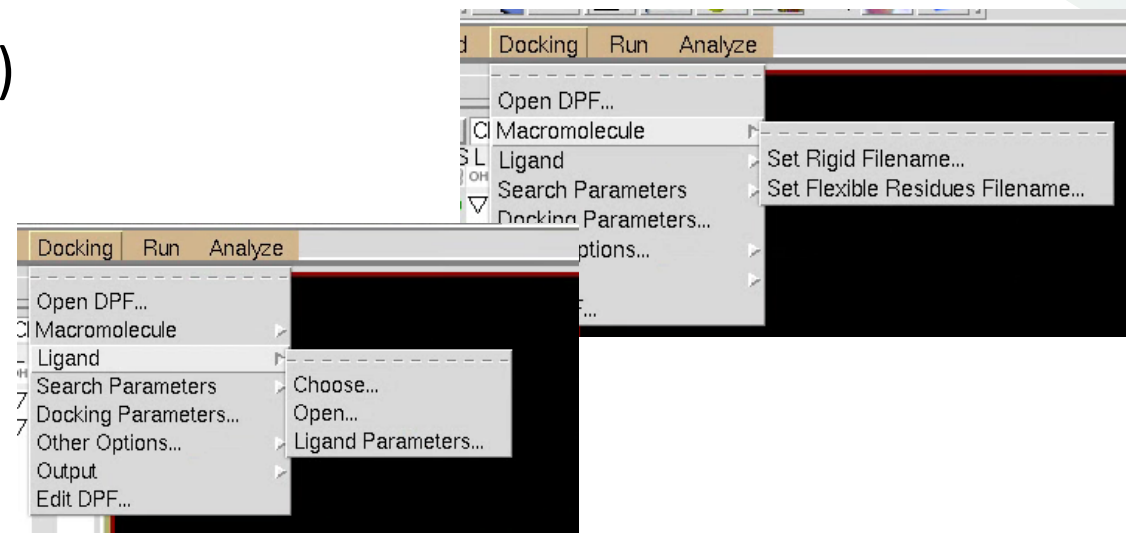 )
d Docking Run Analyze
Open DPF...
Macromolecule
Ligand
Search Parameters
Docking Parameters...
ptions...
Set Rigid Filename...
Set Flexible Residues Filename...
Docking Run Analyze
Open DPF...
Macromolecule
Ligand
Search Parameters
Docking Parameters...
Other Options...
Output
Edit DPF...
Choose...
Open...
Ligand Parameters...